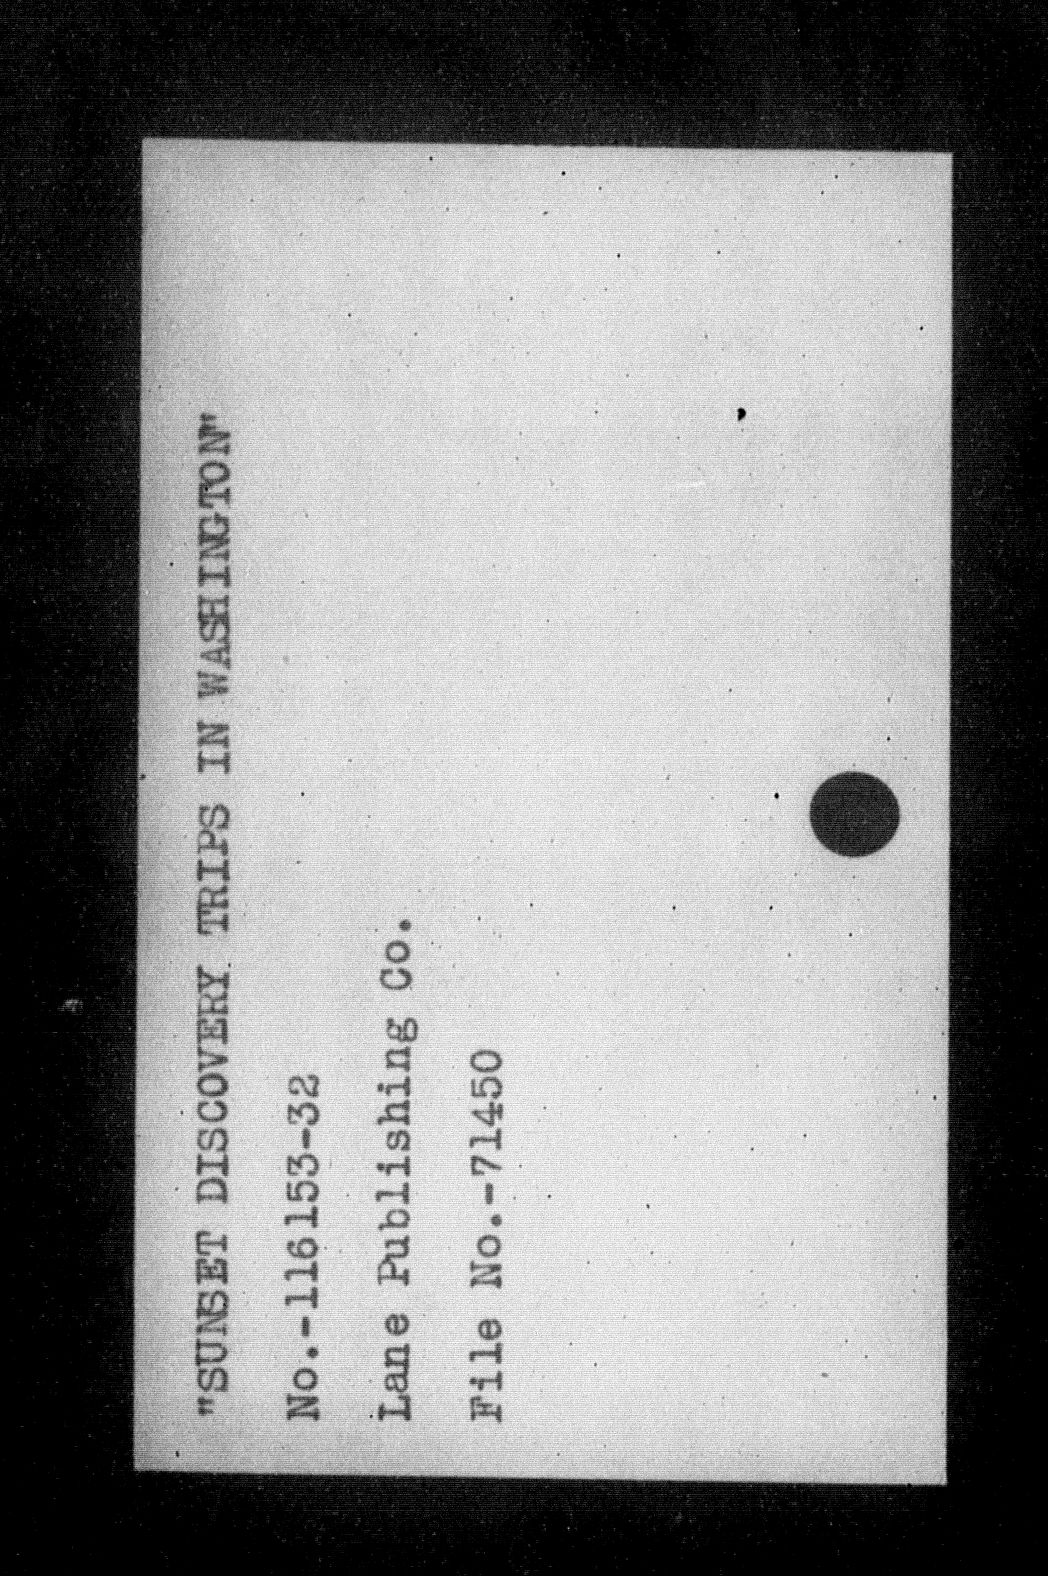 "SUNSET DISCOVERY TRIPS IN WASHINGTON"
No.-116153-32
Lane Publishing Co.
File No.-71450